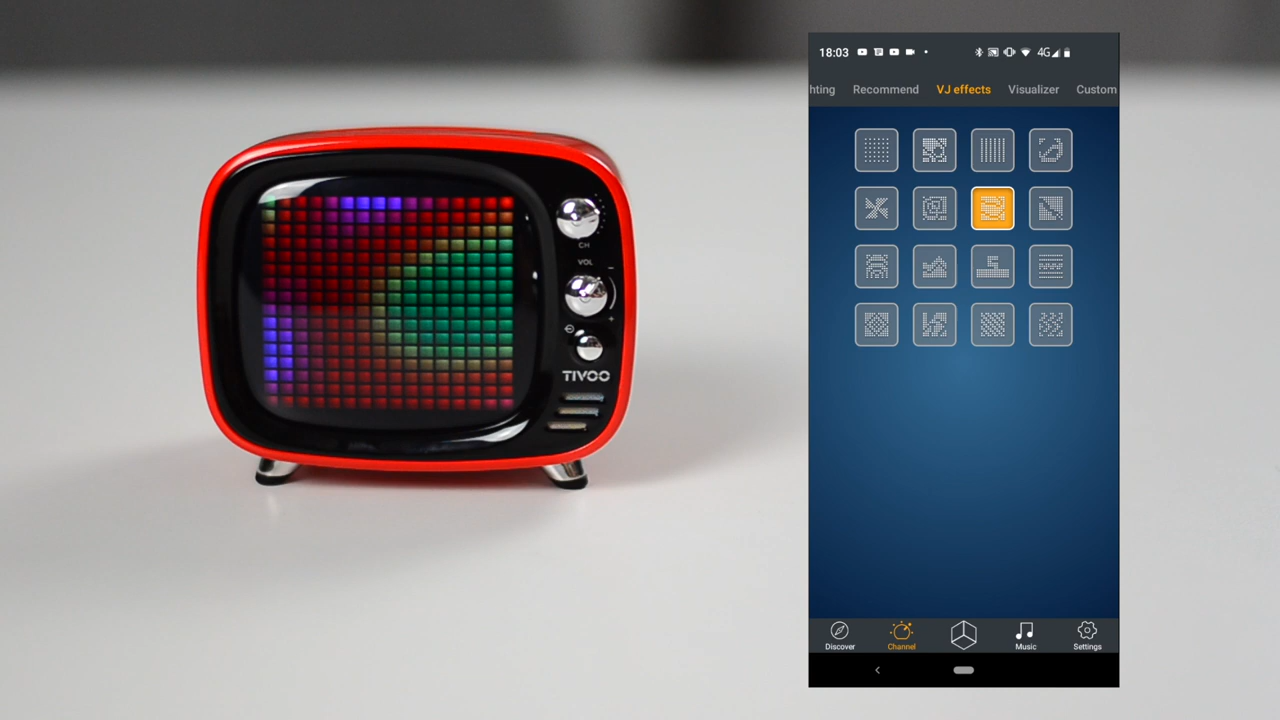 CH
VOL
−
+
TIVOO
18:03 4G
hting Recommend VJ effects Visualizer Custom
Discover Channel Music Settings